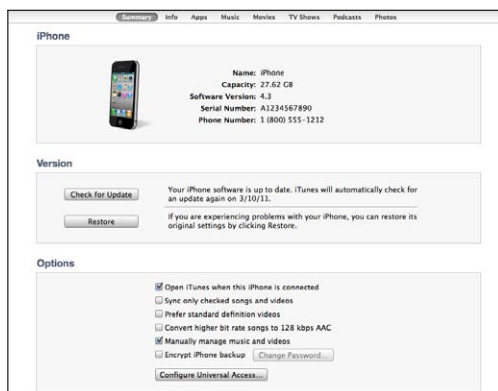 Summary Info Apps Music Movies TV Shows Podcasts Photos
iPhone
Name: iPhone
Capacity: 27.62 GB
Software Version: 4.3
Serial Number: A1234567890
Phone Number: 1 (800) 555-1212
Version
Check for Update
Your iPhone software is up to date. iTunes will automatically check for
an update again on 3/10/11.
Restore
If you are experiencing problems with your iPhone, you can restore its
original settings by clicking Restore.
Options
Open iTunes when this iPhone is connected
Sync only checked songs and videos
Prefer standard definition videos
Convert higher bit rate songs to 128 kbps AAC
Manually manage music and videos
Encrypt iPhone backup Change Password...
Configure Universal Access...